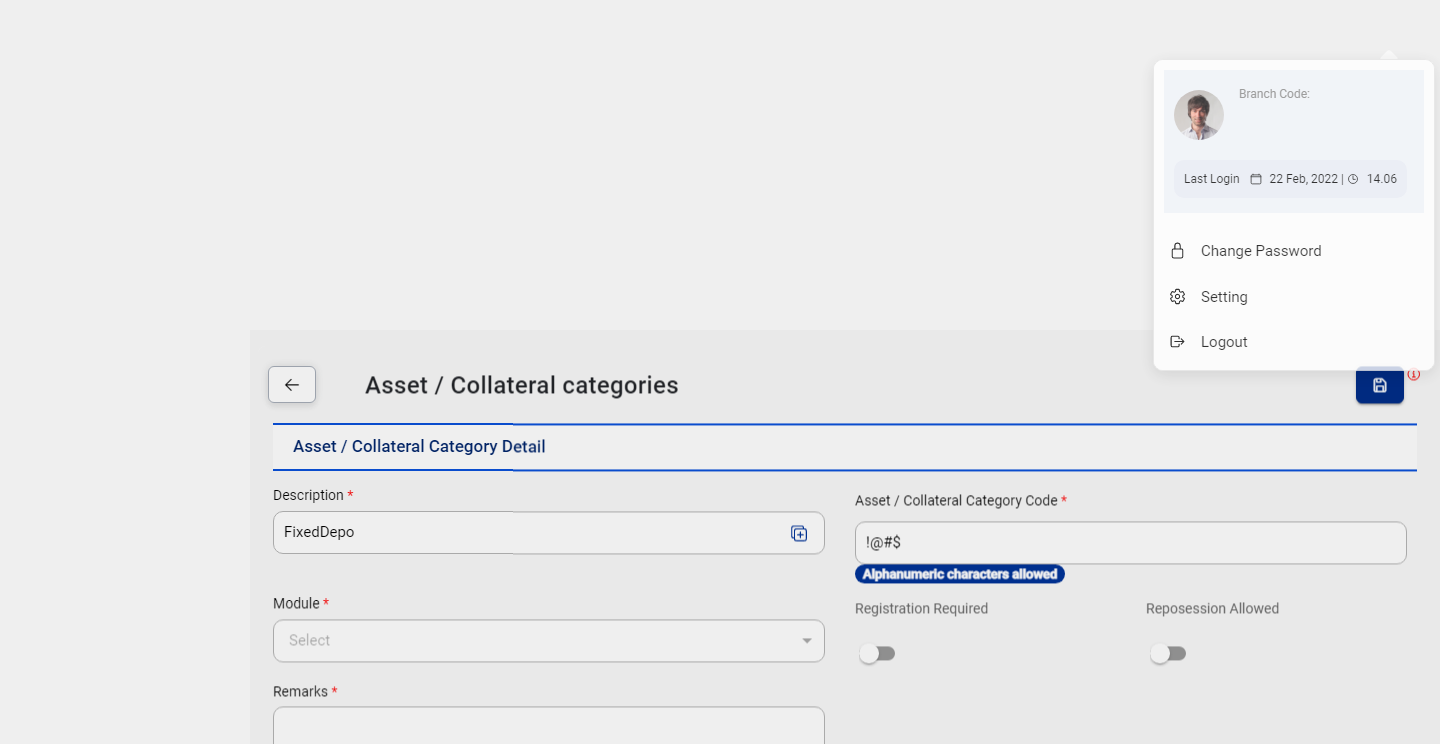 Branch Code:
Last Login 22 Feb, 2022 | 14.06
Change Password
Setting
Logout
Asset / Collateral categories
Asset / Collateral Category Detail
Description *
FixedDepo
Asset / Collateral Category Code *
!@#$
Alphanumeric characters allowed
Module *
Select
Registration Required
Reposession Allowed
Remarks *